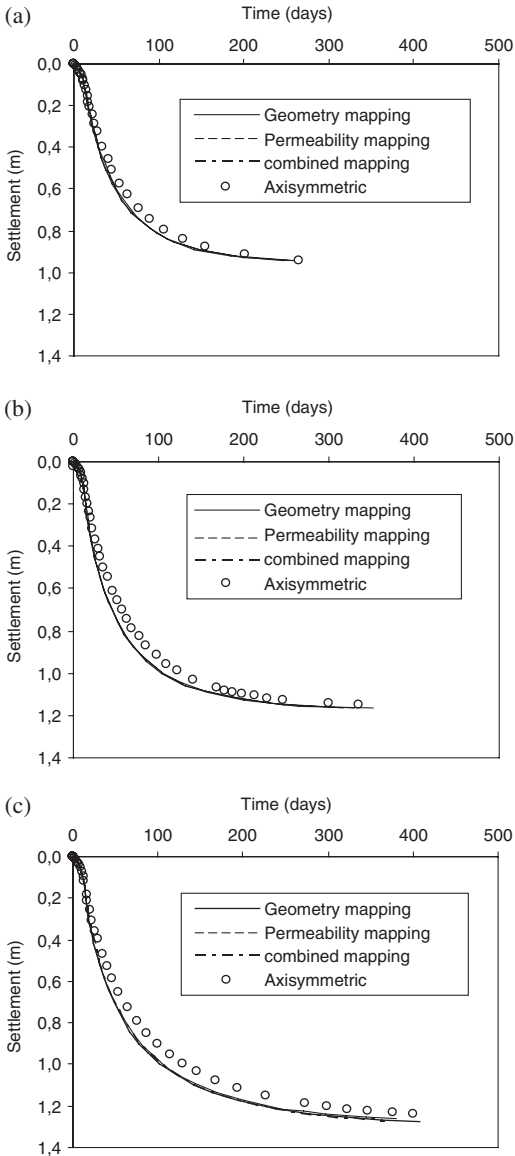 (a)
Time (days)
0 100 200 300 400 500
0,0
0,2
0,4
0,6
0,8
1,0
1,2
1,4
Settlement (m)
Geometry mapping
Permeability mapping
combined mapping
Axisymmetric
(b)
Time (days)
0 100 200 300 400 500
0,0
0,2
0,4
0,6
0,8
1,0
1,2
1,4
Settlement (m)
Geometry mapping
Permeability mapping
combined mapping
Axisymmetric
(c)
Time (days)
0 100 200 300 400 500
0,0
0,2
0,4
0,6
0,8
1,0
1,2
1,4
Settlement (m)
Geometry mapping
Permeability mapping
combined mapping
Axisymmetric